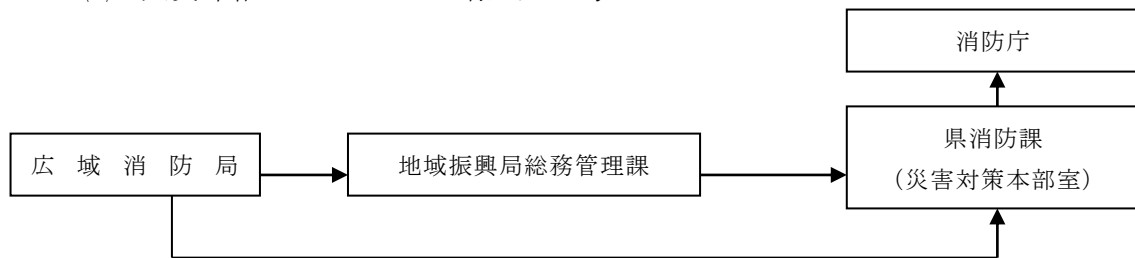 消防庁
県消防課
広　域　消　防　局
地域振興局総務管理課
（災害対策本部室）